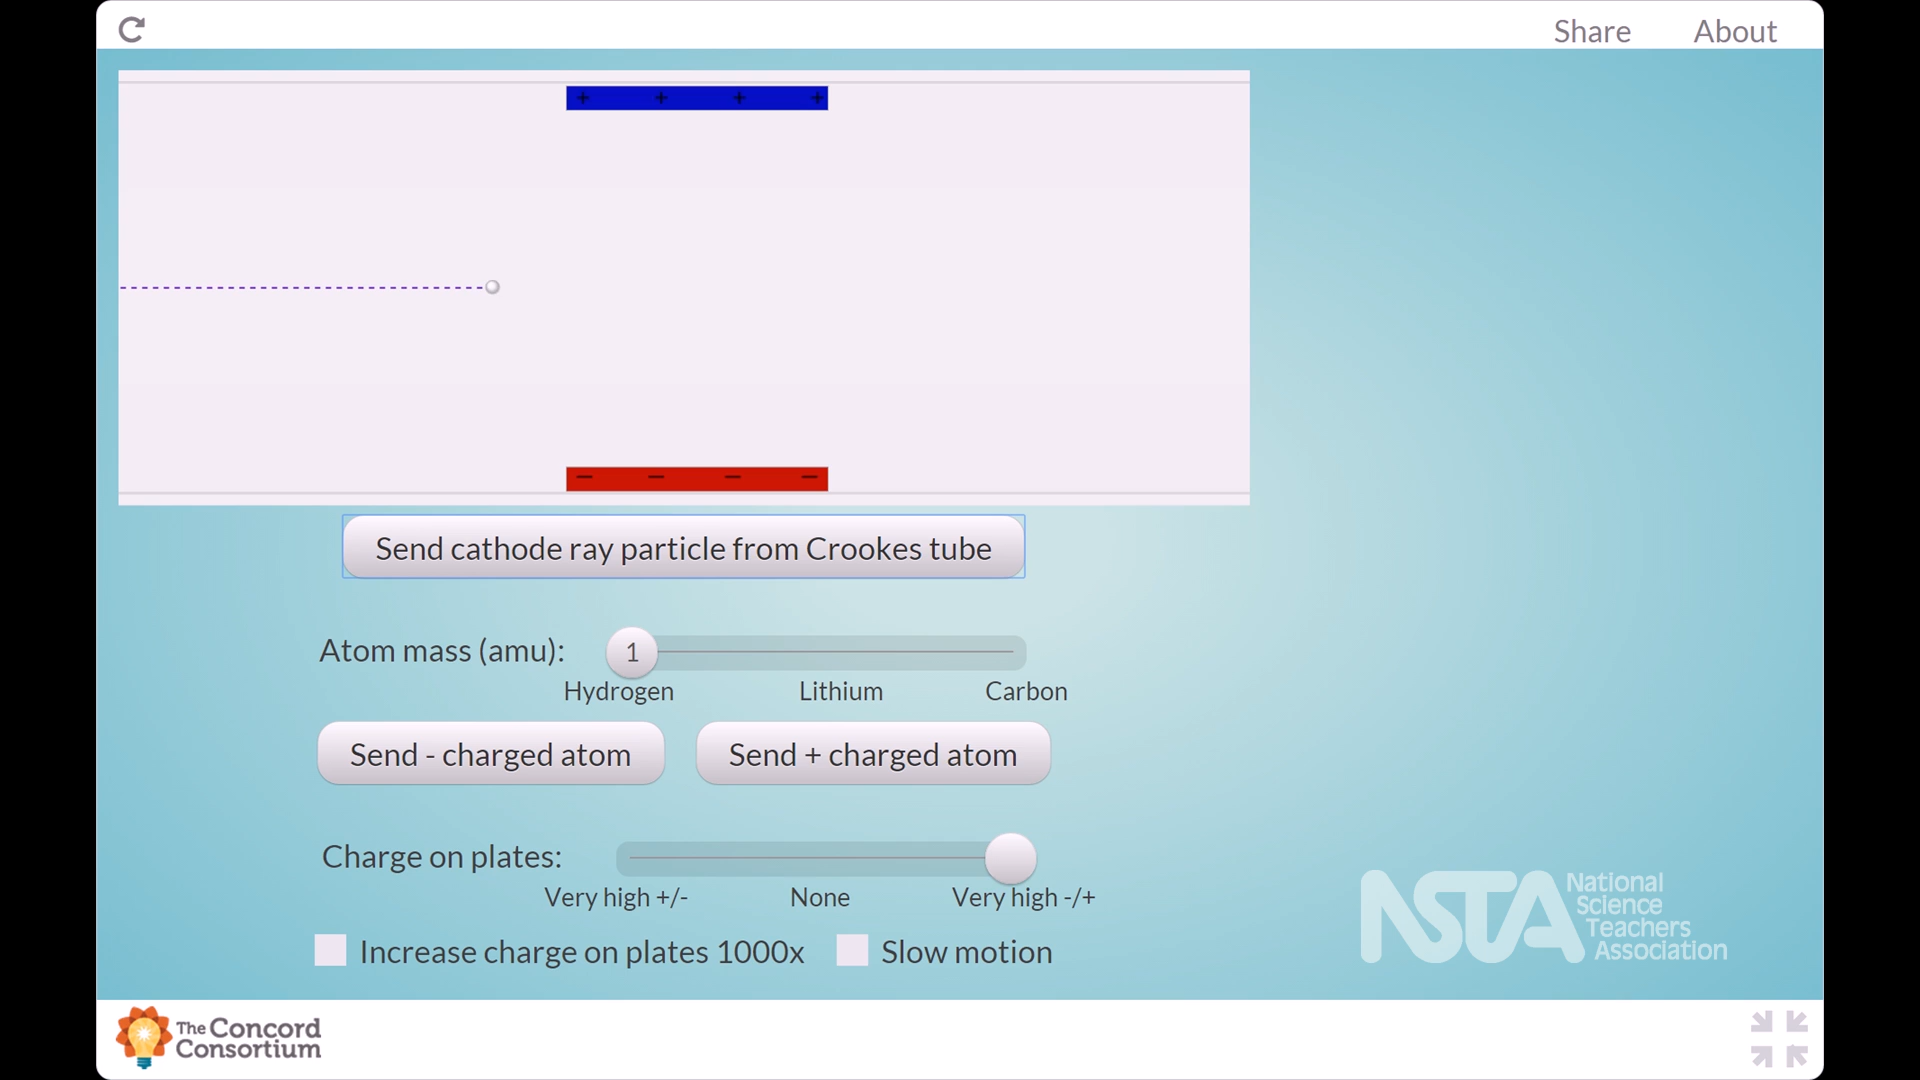 Share About
+ + + +
− − − −
Send cathode ray particle from Crookes tube
Atom mass (amu): 1
Hydrogen Lithium Carbon
Send - charged atom Send + charged atom
Charge on plates:
Very high +/- None Very high -/+
Increase charge on plates 1000x Slow motion
NSTA
National
Science
Teachers
Association
The Concord
Consortium